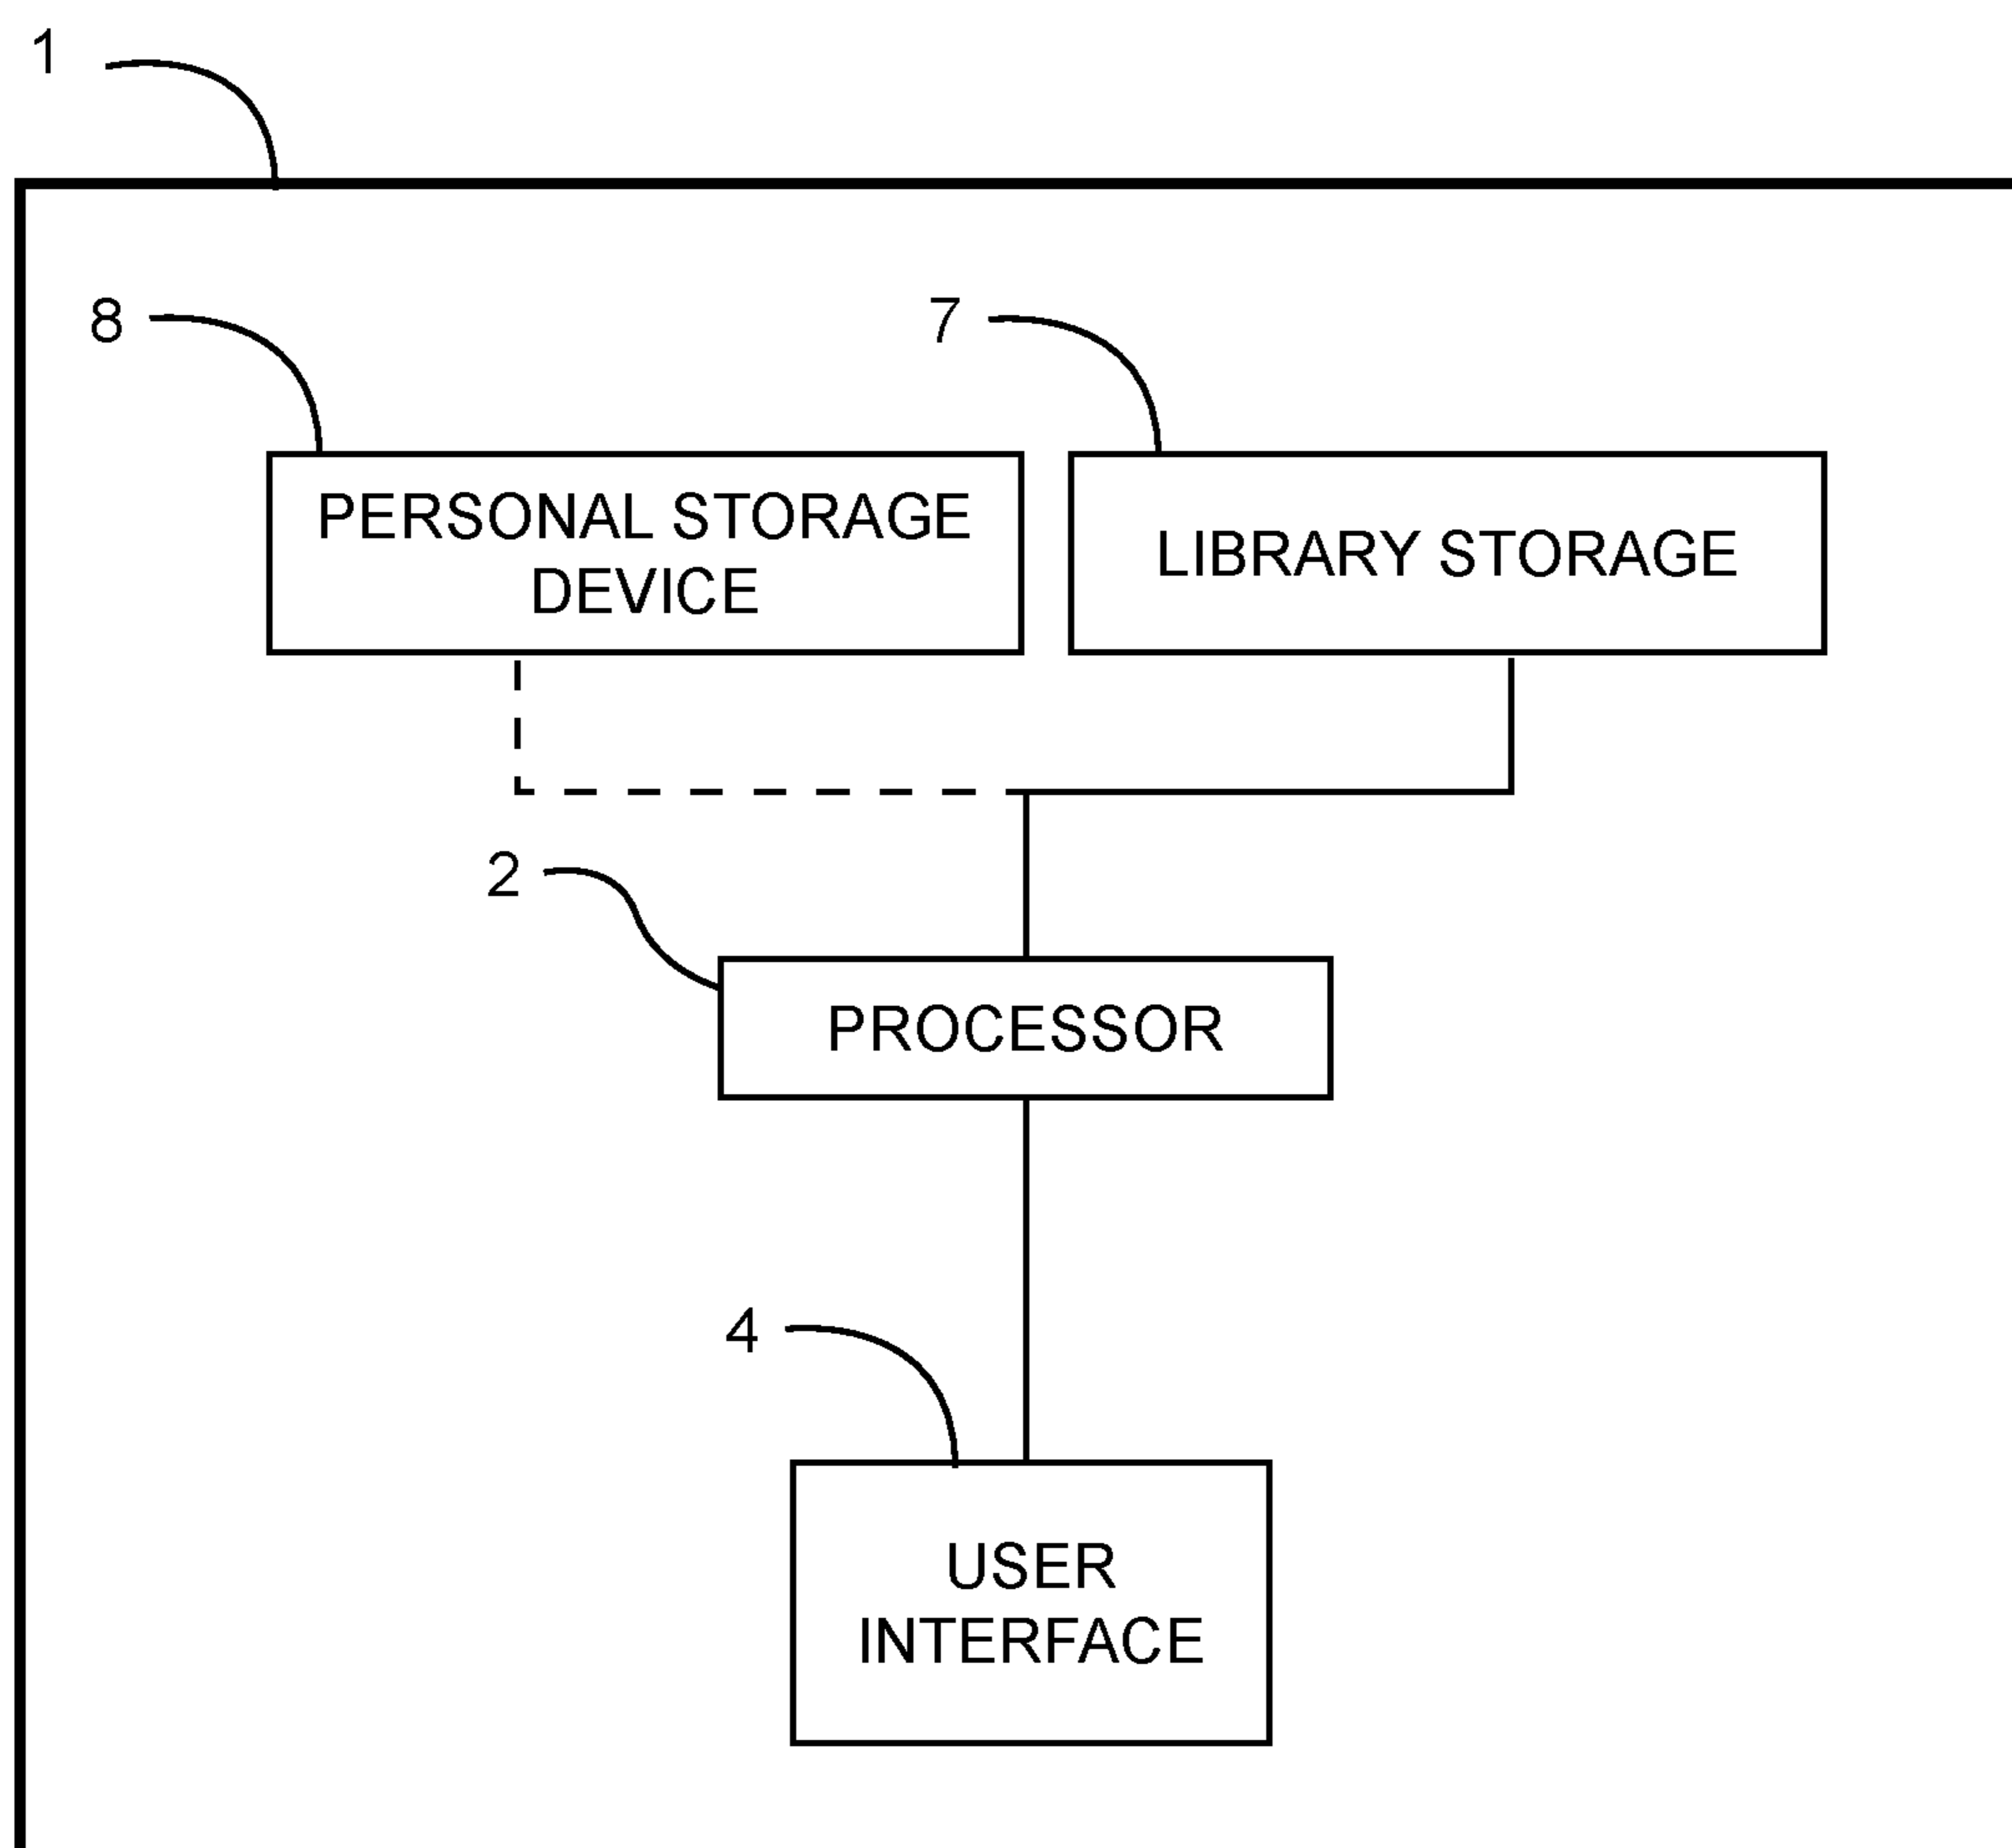 1
8
7
PERSONAL STORAGE
DEVICE
LIBRARY STORAGE
2
PROCESSOR
4
USER
INTERFACE